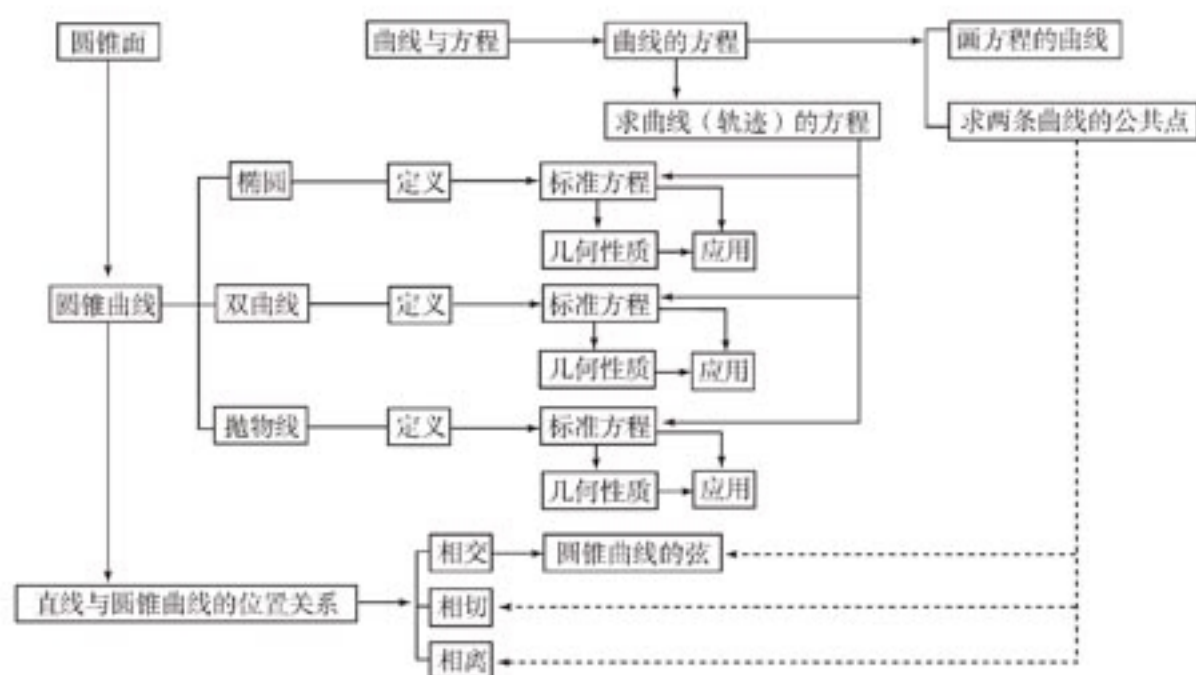 圆锥面
曲线与方程
曲线的方程
画方程的曲线
求曲线（轨迹）的方程
求两条曲线的公共点
椭圆
定义
标准方程
几何性质
应用
圆锥曲线
双曲线
定义
标准方程
几何性质
应用
抛物线
定义
标准方程
几何性质
应用
相交
圆锥曲线的弦
直线与圆锥曲线的位置关系
相切
相离